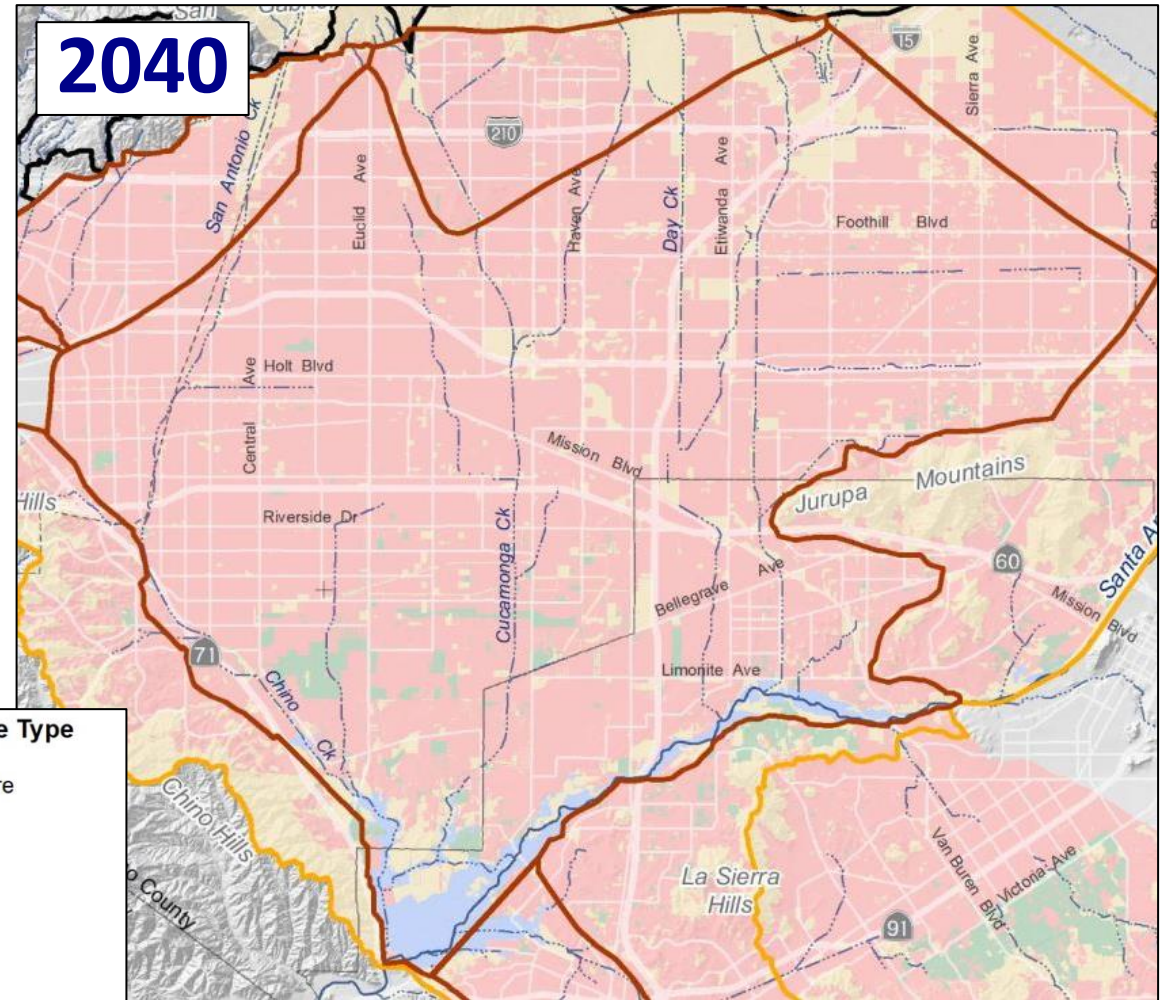 San Gabriel
2040
15
Sierra Ave
San Antonio Ck
210
Euclid Ave
Haven Ave
Day Ck
Etiwanda Ave
Foothill Blvd
Central Ave
Holt Blvd
Mission Blvd
Jurupa Mountains
Hills
Riverside Dr
Cucamonga Ck
60
Santa A
Bellegrave Ave
Mission Blvd
71
Limonite Ave
Chino Ck
e Type
re
Chino Hills
o County
La Sierra
Hills
Van Buren Blvd
Victoria Ave
91